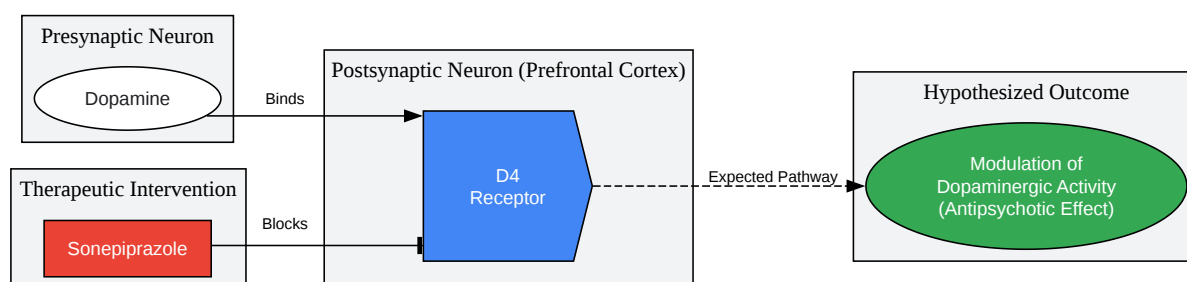 Presynaptic Neuron
Dopamine
Binds
Postsynaptic Neuron (Prefrontal Cortex)
D4
Receptor
Therapeutic Intervention
Sonepiprazole
Blocks
Expected Pathway
Hypothesized Outcome
Modulation of
Dopaminergic Activity
(Antipsychotic Effect)